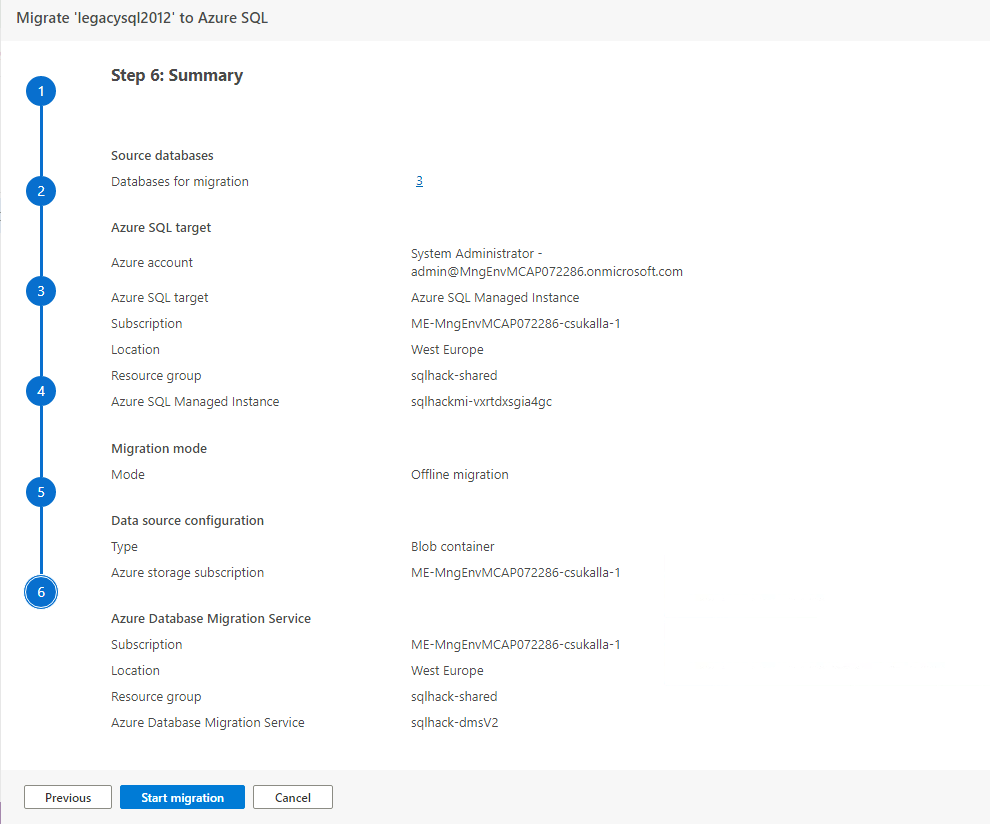 Migrate 'legacysql2012' to Azure SQL
1
Step 6: Summary
Source databases
Databases for migration 3
2
Azure SQL target
Azure account System Administrator -
admin@MngEnvMCAP072286.onmicrosoft.com
3
Azure SQL target Azure SQL Managed Instance
Subscription ME-MngEnvMCAP072286-csukalla-1
Location West Europe
Resource group sqlhack-shared
4
Azure SQL Managed Instance sqlhackmi-vxrtdxsgia4gc
Migration mode
Mode Offline migration
5
Data source configuration
Type Blob container
Azure storage subscription ME-MngEnvMCAP072286-csukalla-1
6
Azure Database Migration Service
Subscription ME-MngEnvMCAP072286-csukalla-1
Location West Europe
Resource group sqlhack-shared
Azure Database Migration Service sqlhack-dmsV2
Previous Start migration Cancel